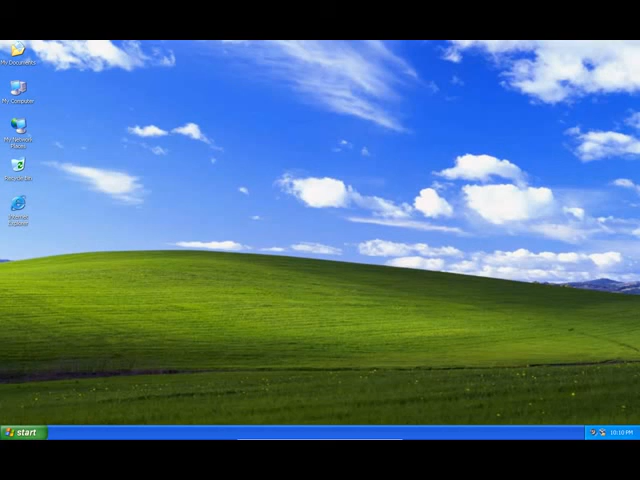 My Documents
My Computer
My Network
Places
Recycle Bin
Internet
Explorer
start
10:10 PM